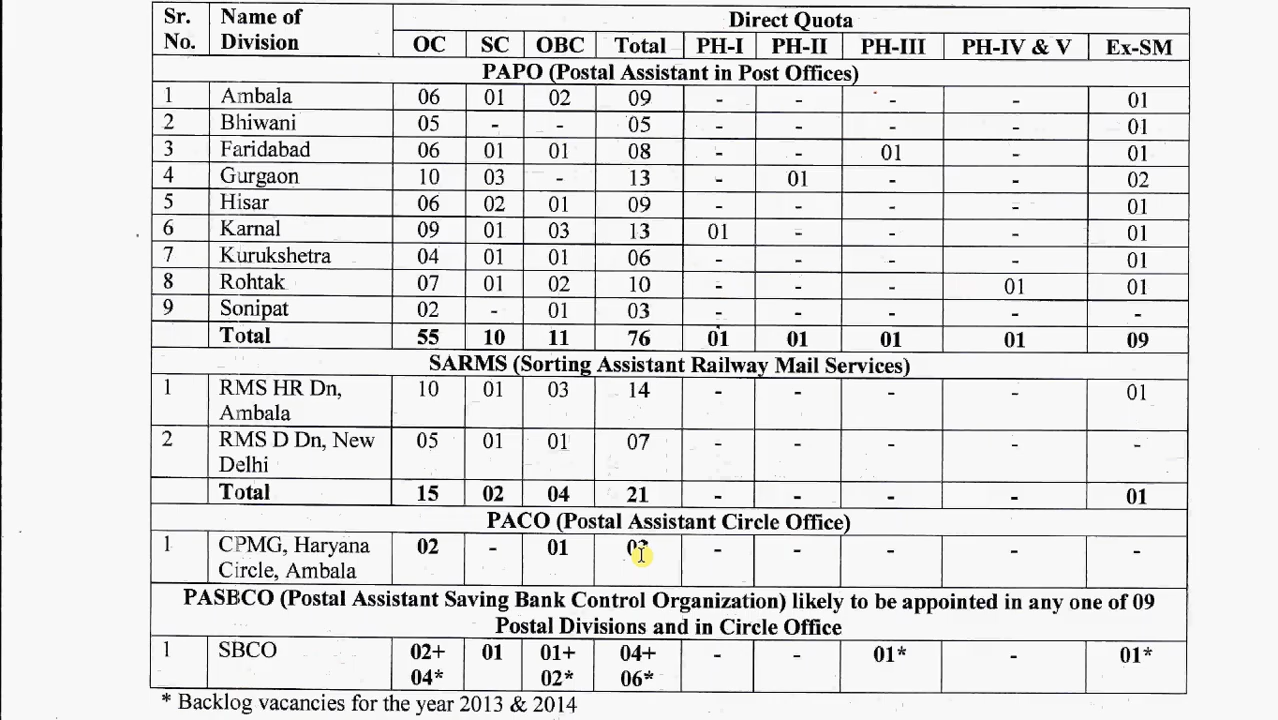 Sr. No. Name of Division Direct Quota
OC SC OBC Total PH-I PH-II PH-III PH-IV & V Ex-SM
PAPO (Postal Assistant in Post Offices)
1 Ambala 06 01 02 09 - - - - 01
2 Bhiwani 05 - - 05 - - - - 01
3 Faridabad 06 01 01 08 - - 01 - 01
4 Gurgaon 10 03 - 13 - 01 - - 02
5 Hisar 06 02 01 09 - - - - 01
6 Karnal 09 01 03 13 01 - - - 01
7 Kurukshetra 04 01 01 06 - - - - 01
8 Rohtak 07 01 02 10 - - - 01 01
9 Sonipat 02 - 01 03 - - - - -
Total 55 10 11 76 01 01 01 01 09
SARMS (Sorting Assistant Railway Mail Services)
1 RMS HR Dn, 10 01 03 14 - - - - 01
Ambala
2 RMS D Dn, New 05 01 01 07 - - - - -
Delhi
Total 15 02 04 21 - - - - 01
PACO (Postal Assistant Circle Office)
1 CPMG, Haryana 02 - 01 - - - - -
Circle, Ambala
PASBCO (Postal Assistant Saving Bank Control Organization) likely to be appointed in any one of 09
Postal Divisions and in Circle Office
1 SBCO 02+ 01 01+ 04+ - - 01* - 01*
04* 02* 06*
* Backlog vacancies for the year 2013 & 2014